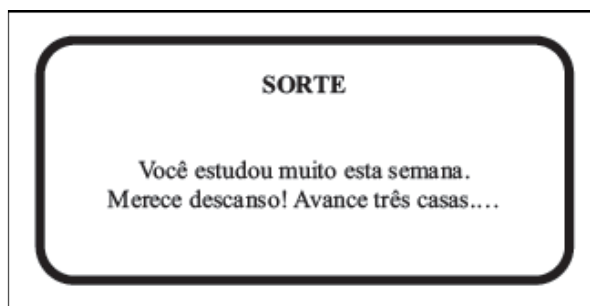 SORTE
Você estudou muito esta semana.
Merece descanso! Avance três casas....